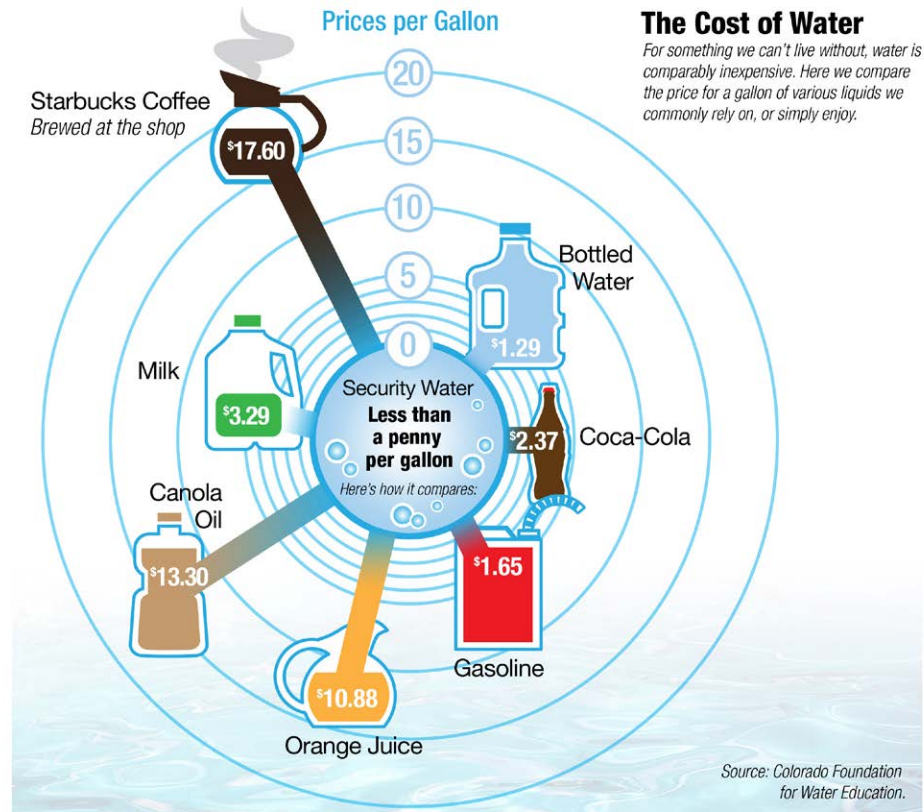 Prices per Gallon
The Cost of Water
For something we can't live without, water is
comparably inexpensive. Here we compare
the price for a gallon of various liquids we
commonly rely on, or simply enjoy.
20
15
10
5
0
Starbucks Coffee
Brewed at the shop
$17.60
Bottled
Water
$1.29
Milk
$3.29
Security Water
Less than
a penny
per gallon
Here's how it compares:
$2.37
Coca-Cola
Canola
Oil
$13.30
$1.65
Gasoline
$10.88
Orange Juice
Source: Colorado Foundation
for Water Education.